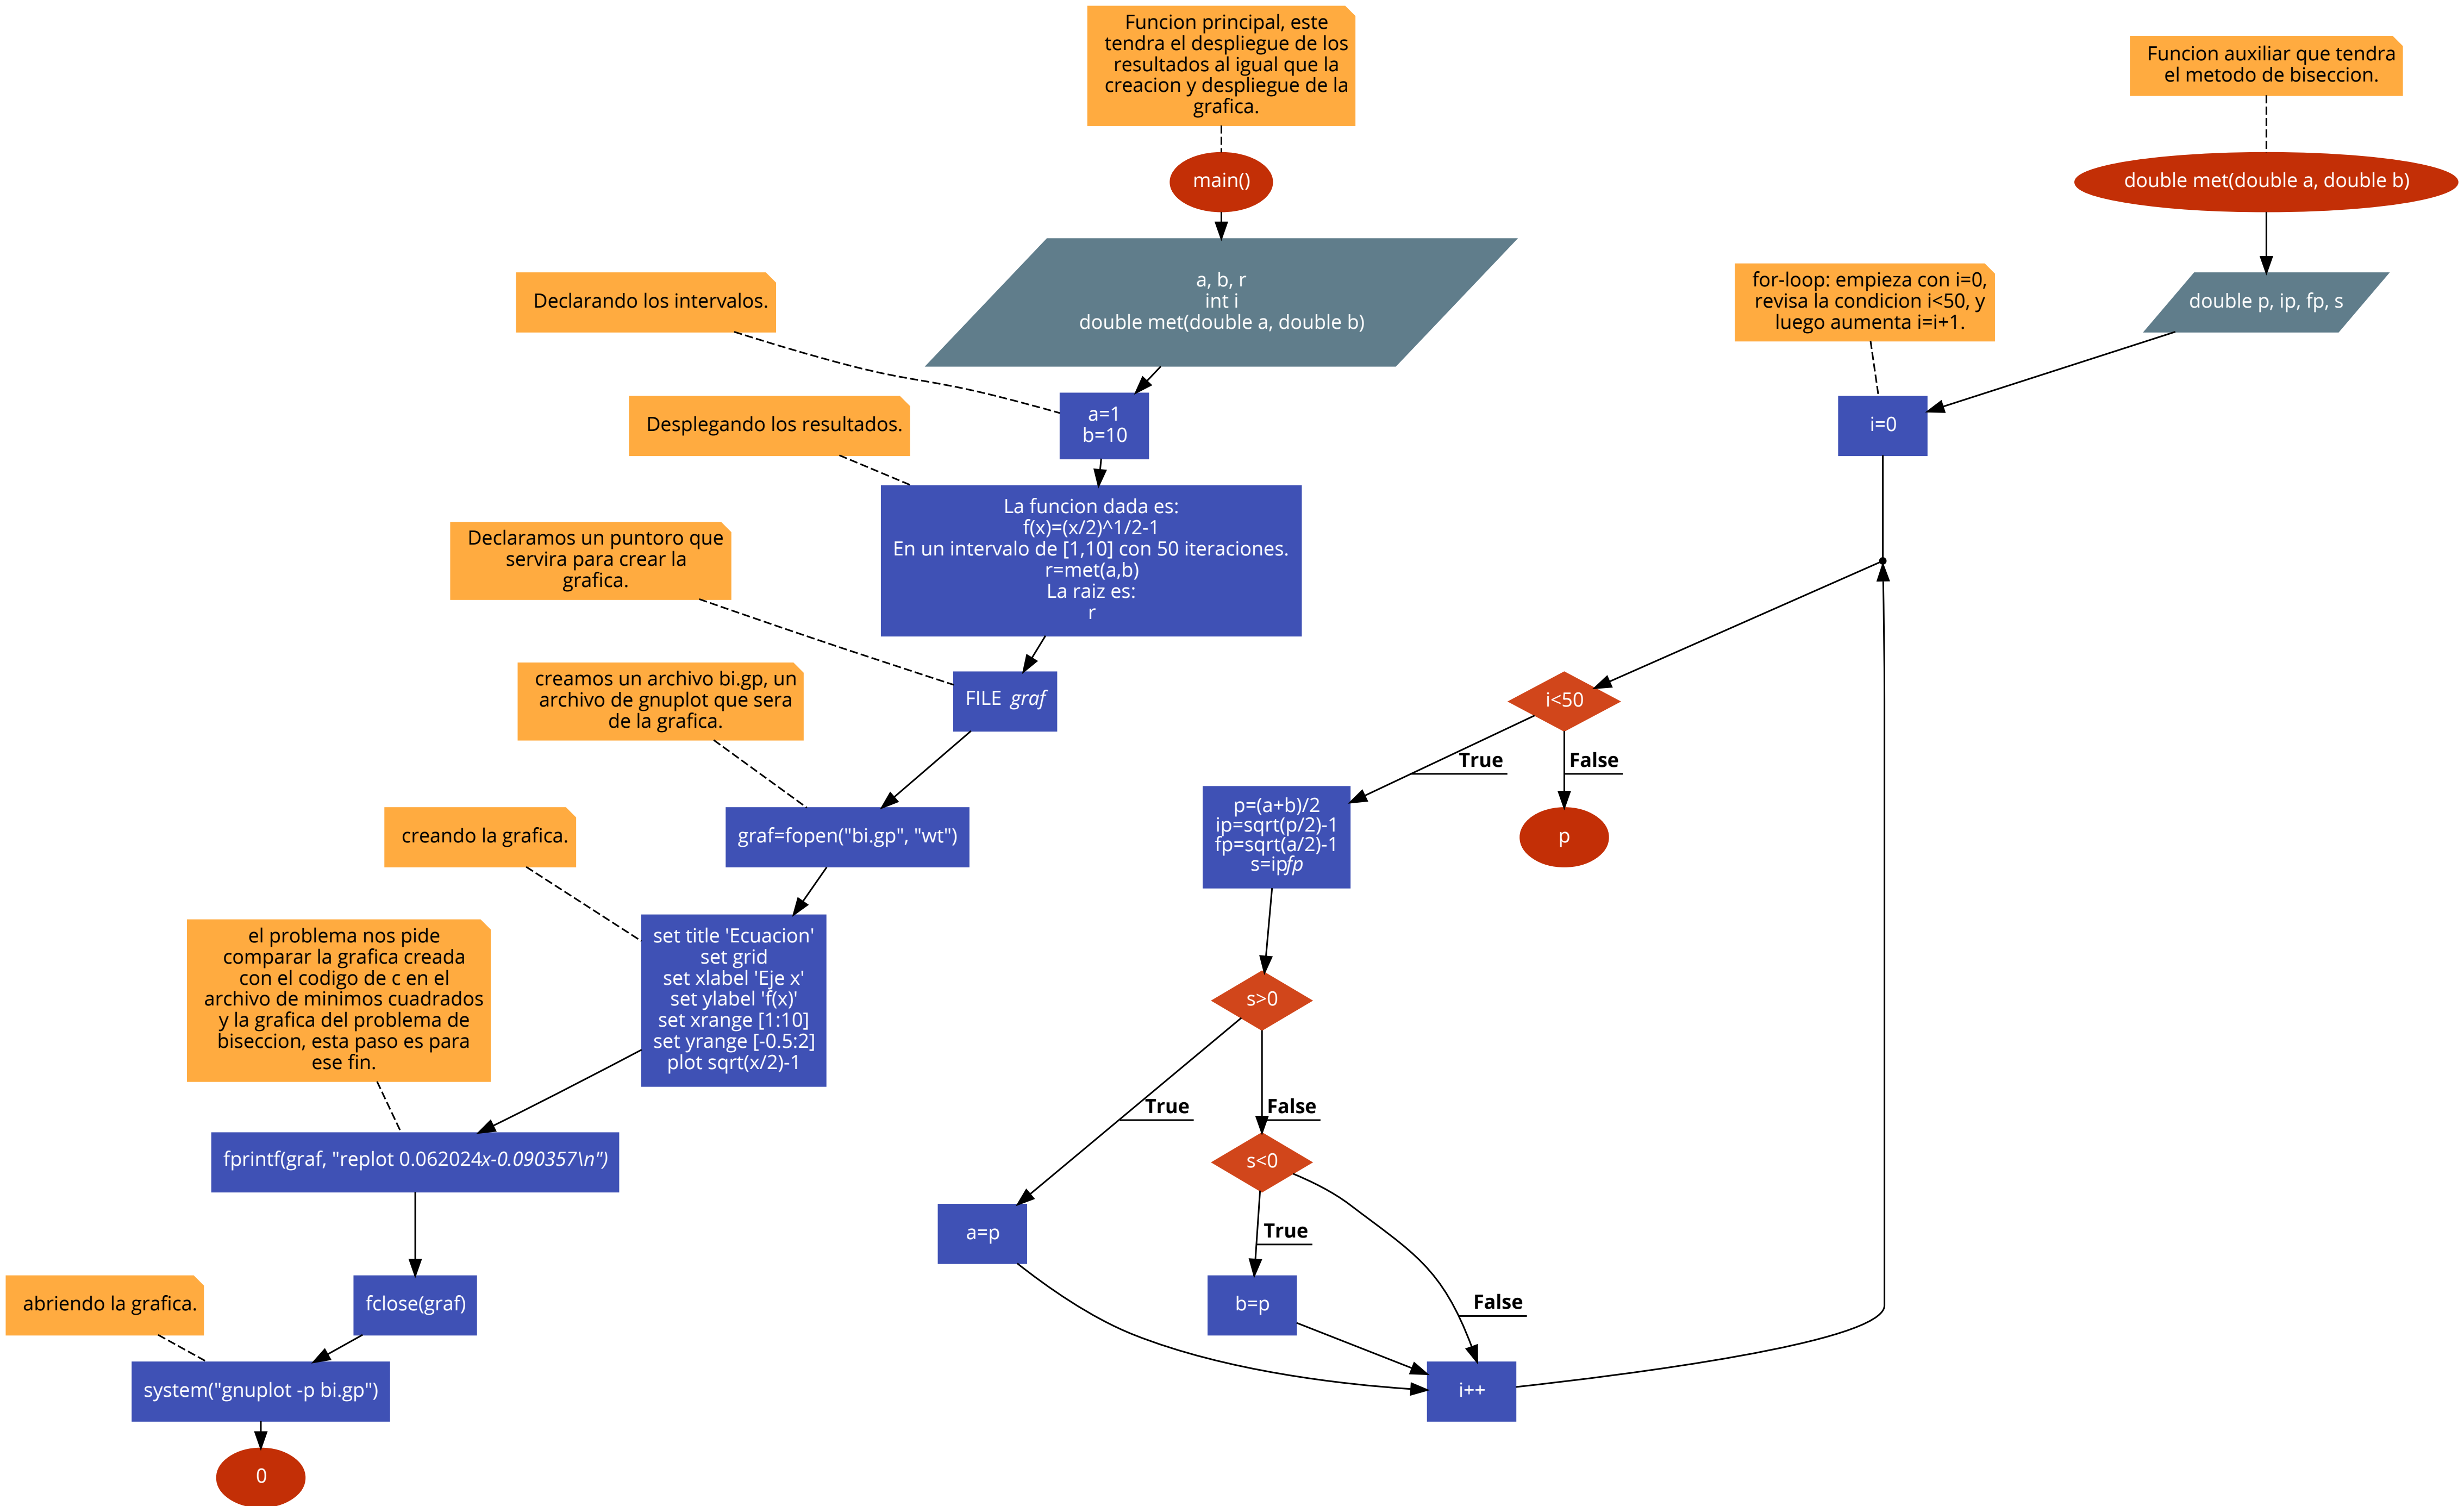 Funcion principal, este
tendra el despliegue de los
resultados al igual que la
creacion y despliegue de la
grafica.
main()
a, b, r
int i
double met(double a, double b)
Declarando los intervalos.
a=1
b=10
Desplegando los resultados.
La funcion dada es:
f(x)=(x/2)^1/2-1
En un intervalo de [1,10] con 50 iteraciones.
r=met(a,b)
La raiz es:
r
Declaramos un puntoro que
servira para crear la
grafica.
FILE graf
creamos un archivo bi.gp, un
archivo de gnuplot que sera
de la grafica.
graf=fopen("bi.gp", "wt")
creando la grafica.
set title 'Ecuacion'
set grid
set xlabel 'Eje x'
set ylabel 'f(x)'
set xrange [1:10]
set yrange [-0.5:2]
plot sqrt(x/2)-1
el problema nos pide
comparar la grafica creada
con el codigo de c en el
archivo de minimos cuadrados
y la grafica del problema de
biseccion, esta paso es para
ese fin.
fprintf(graf, "replot 0.062024x-0.090357\n")
fclose(graf)
abriendo la grafica.
system("gnuplot -p bi.gp")
0
Funcion auxiliar que tendra
el metodo de biseccion.
double met(double a, double b)
double p, ip, fp, s
for-loop: empieza con i=0,
revisa la condicion i<50, y
luego aumenta i=i+1.
i=0
i<50
True
False
p
p=(a+b)/2
ip=sqrt(p/2)-1
fp=sqrt(a/2)-1
s=ipfp
s>0
True
False
s<0
a=p
True
b=p
False
i++